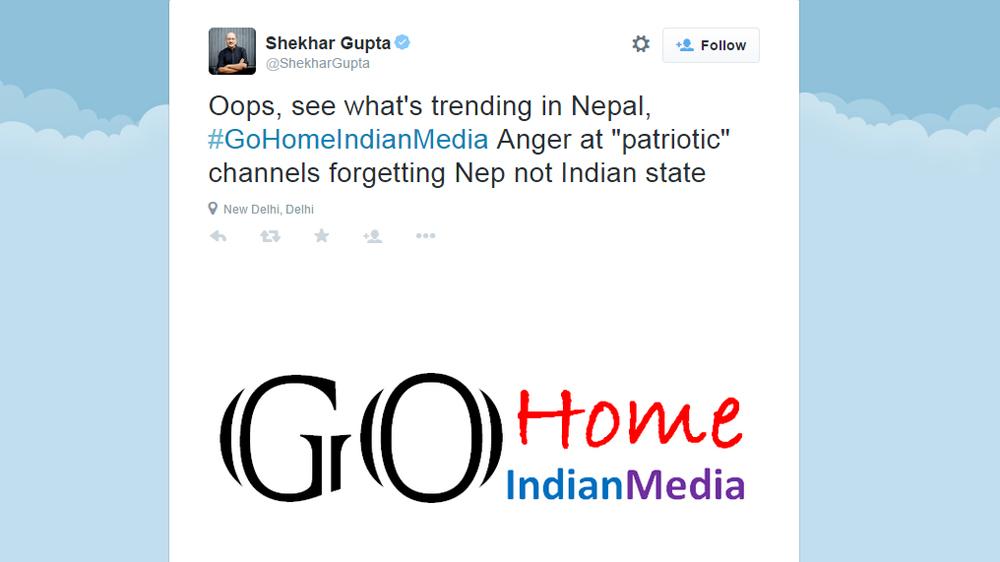 Shekhar Gupta
@ShekharGupta
Follow
Oops, see what's trending in Nepal,
#GoHomeIndianMedia Anger at "patriotic"
channels forgetting Nep not Indian state
New Delhi, Delhi
GO Home
IndianMedia